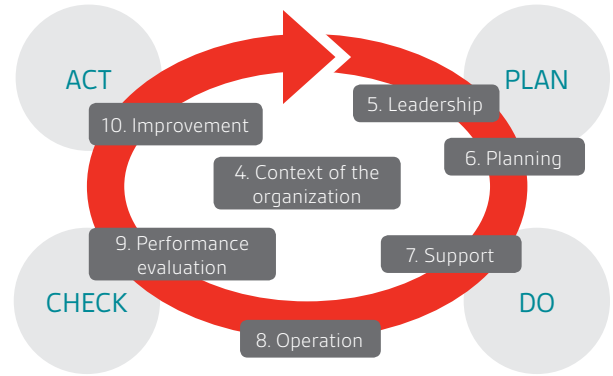 ACT
PLAN
5. Leadership
10. Improvement
6. Planning
4. Context of the
organization
9. Performance
evaluation
7. Support
CHECK
DO
8. Operation